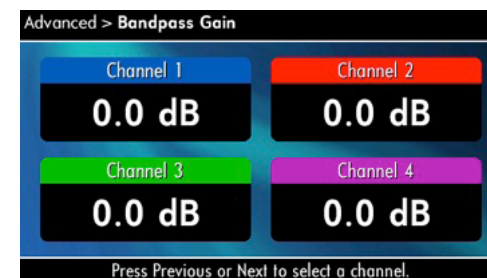 Advanced > Bandpass Gain
Channel 1
Channel 2
0.0 dB
0.0 dB
Channel 3
Channel 4
0.0 dB
0.0 dB
Press Previous or Next to select a channel.